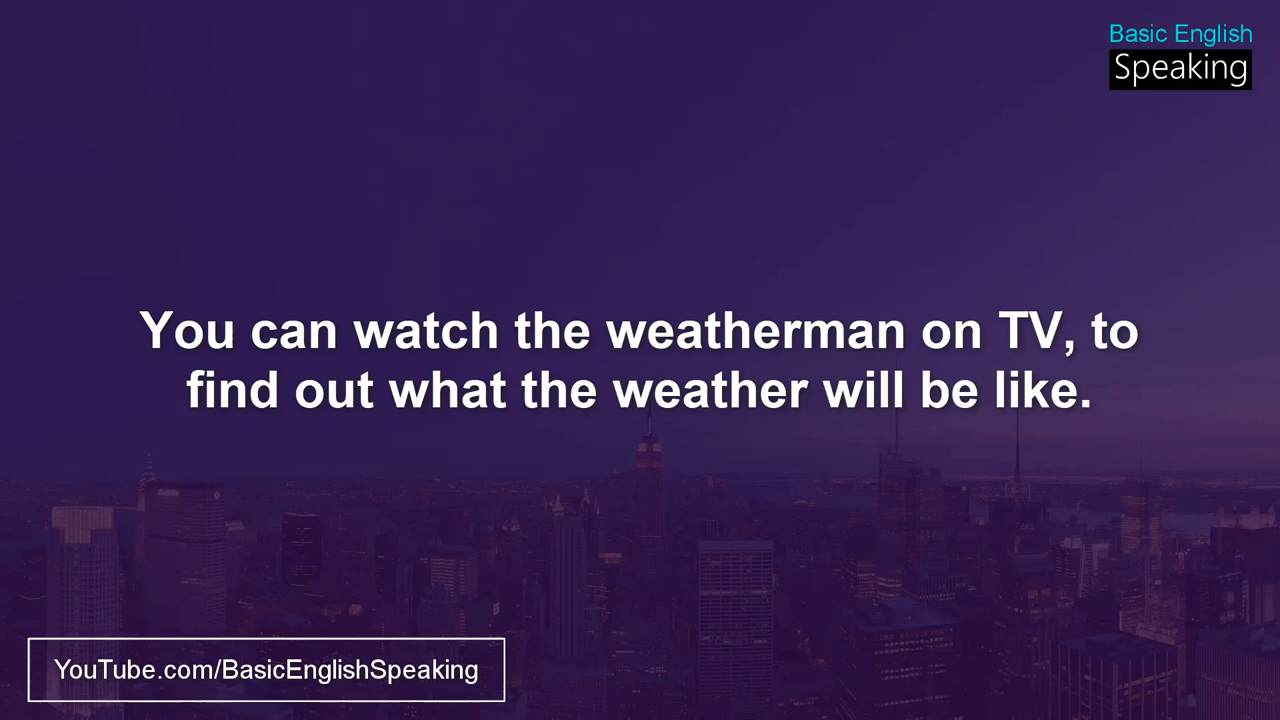 Basic English
Speaking
You can watch the weatherman on TV, to
find out what the weather will be like.
YouTube.com/BasicEnglishSpeaking